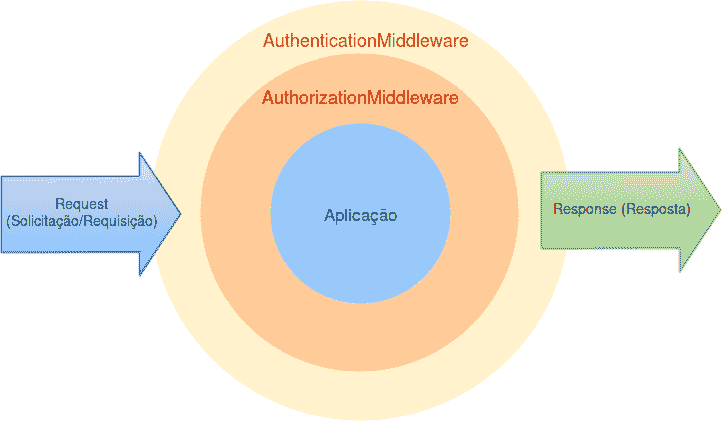 AuthenticationMiddleware
AuthorizationMiddleware
Request
(Solicitação/Requisição)
Aplicação
Response (Resposta)